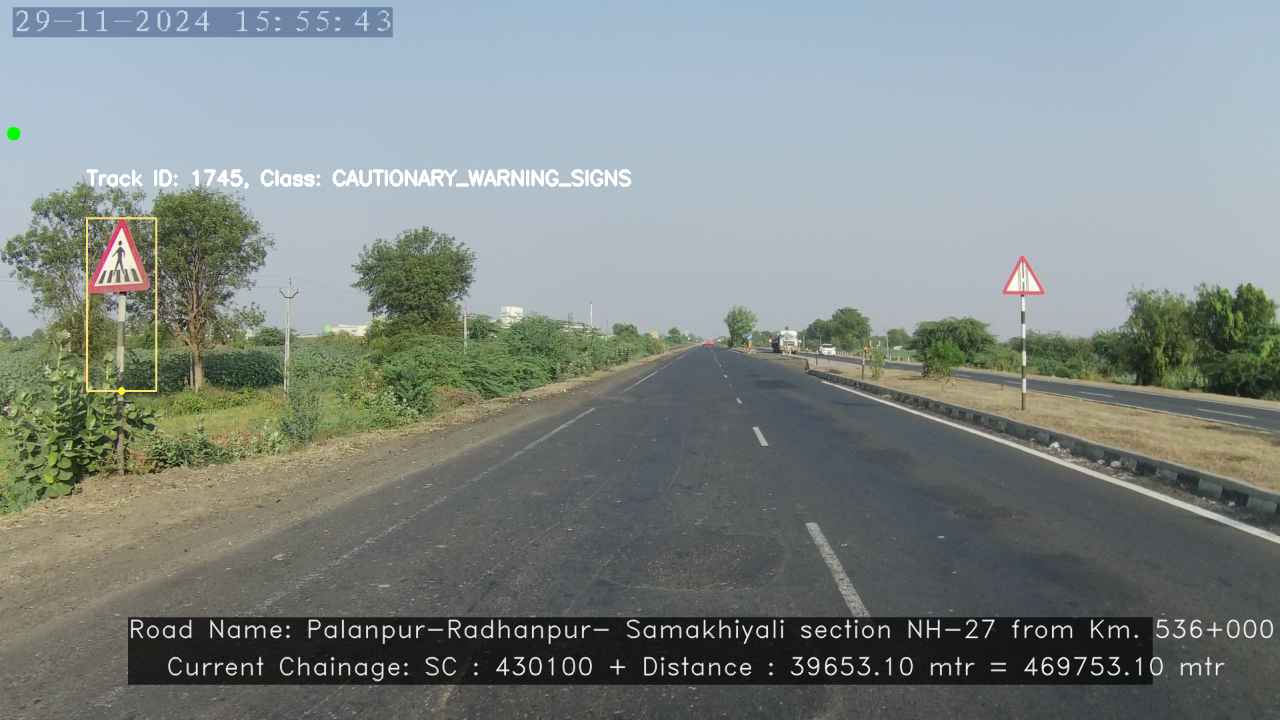 29-11-2024 15:55:43
Track ID: 1745, Class: CAUTIONARY_WARNING_SIGNS
Road Name: Palanpur-Radhanpur- Samakhiyali section NH-27 from Km. 536+000
Current Chainage: SC : 430100 + Distance : 39653.10 mtr = 469753.10 mtr